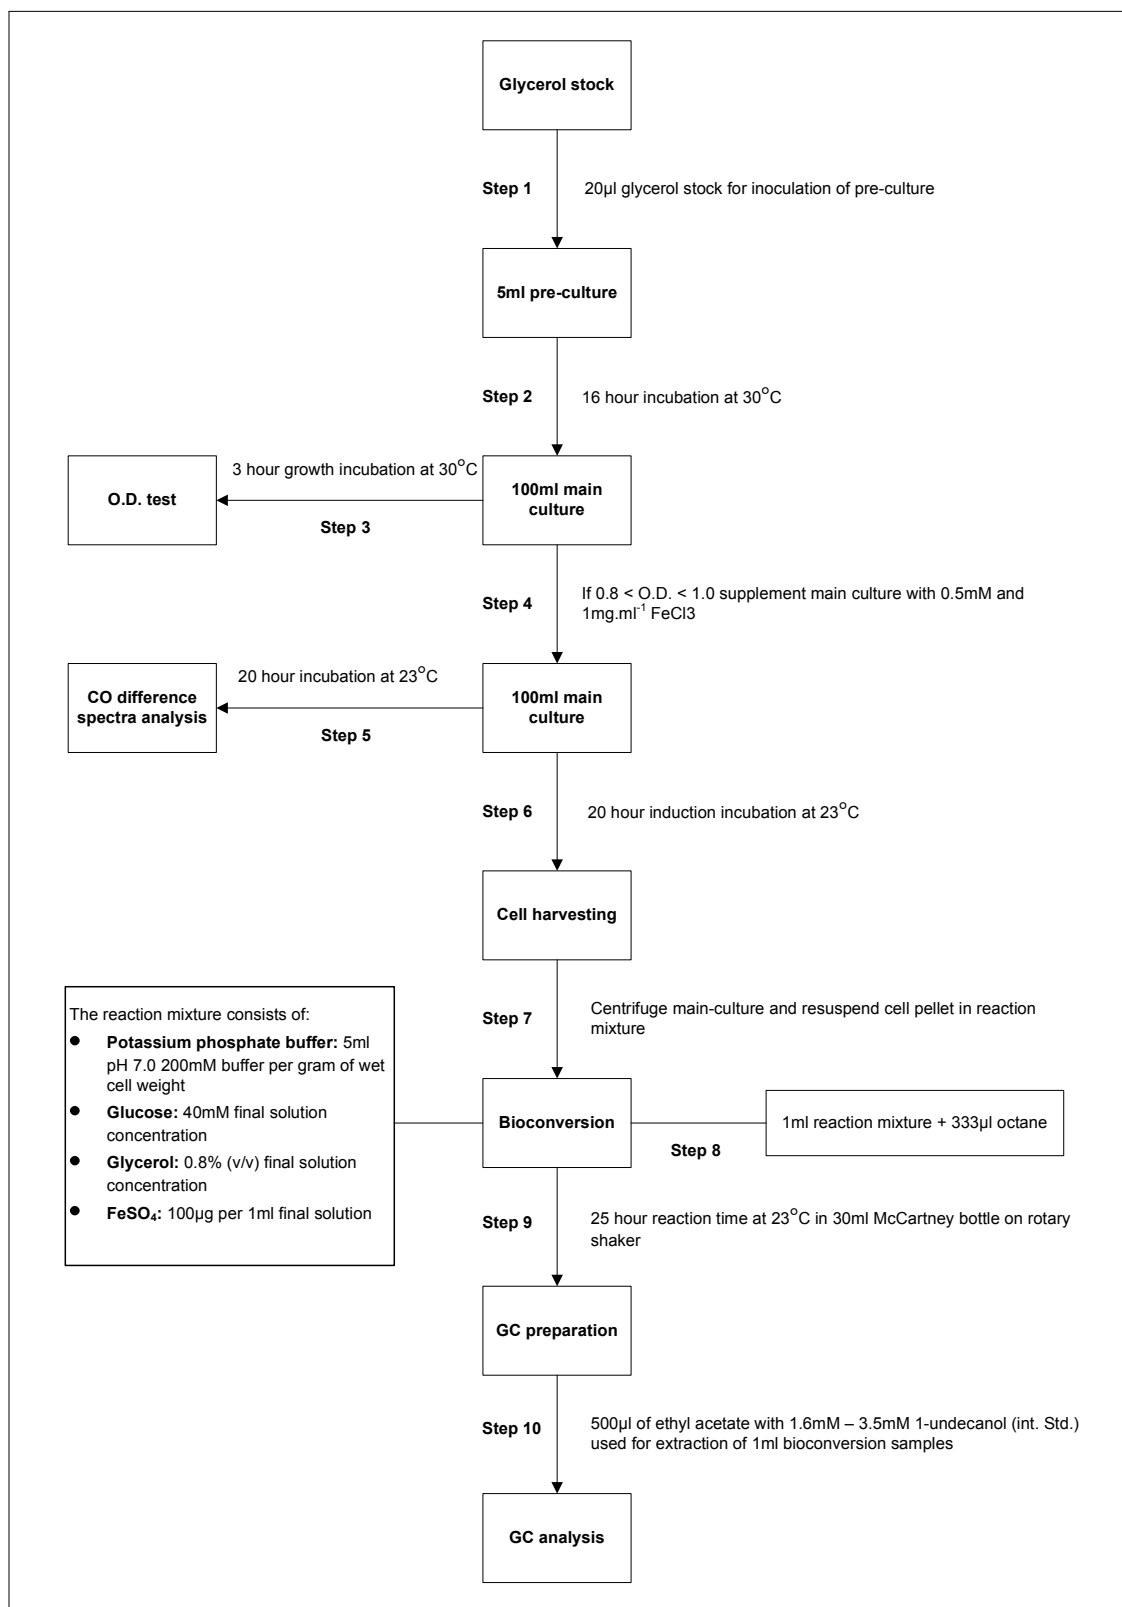 Glycerol stock
Step 1
20µl glycerol stock for inoculation of pre-culture
5ml pre-culture
Step 2
16 hour incubation at 30°C
3 hour growth incubation at 30°C
O.D. test
Step 3
100ml main
culture
Step 4
If 0.8 < O.D. < 1.0 supplement main culture with 0.5mM and
1mg.ml⁻¹ FeCl3
20 hour incubation at 23°C
CO difference
spectra analysis
Step 5
100ml main
culture
Step 6
20 hour induction incubation at 23°C
Cell harvesting
Step 7
Centrifuge main-culture and resuspend cell pellet in reaction
mixture
The reaction mixture consists of:
● Potassium phosphate buffer: 5ml
pH 7.0 200mM buffer per gram of wet
cell weight
● Glucose: 40mM final solution
concentration
● Glycerol: 0.8% (v/v) final solution
concentration
● FeSO₄: 100µg per 1ml final solution
Bioconversion
Step 8
1ml reaction mixture + 333µl octane
Step 9
25 hour reaction time at 23°C in 30ml McCartney bottle on rotary
shaker
GC preparation
Step 10
500µl of ethyl acetate with 1.6mM – 3.5mM 1-undecanol (int. Std.)
used for extraction of 1ml bioconversion samples
GC analysis